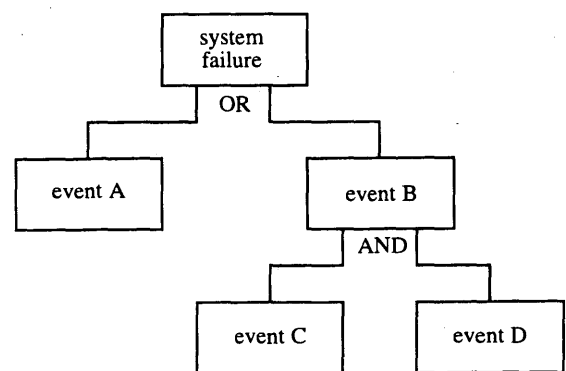 system
failure
OR
event A
event B
AND
event C
event D